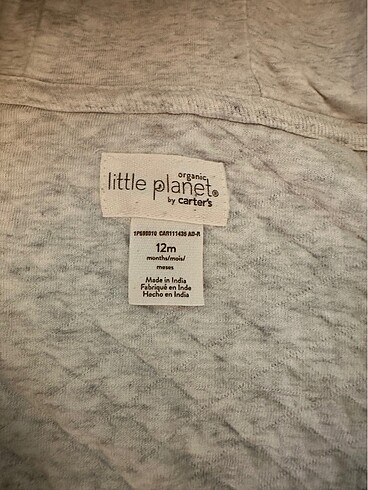 organic
little planet®
by carter's
1P680810 CAR111435 AD-R
12m
months/mois/
meses
Made in India
Fabriqué en Inde
Hecho en India